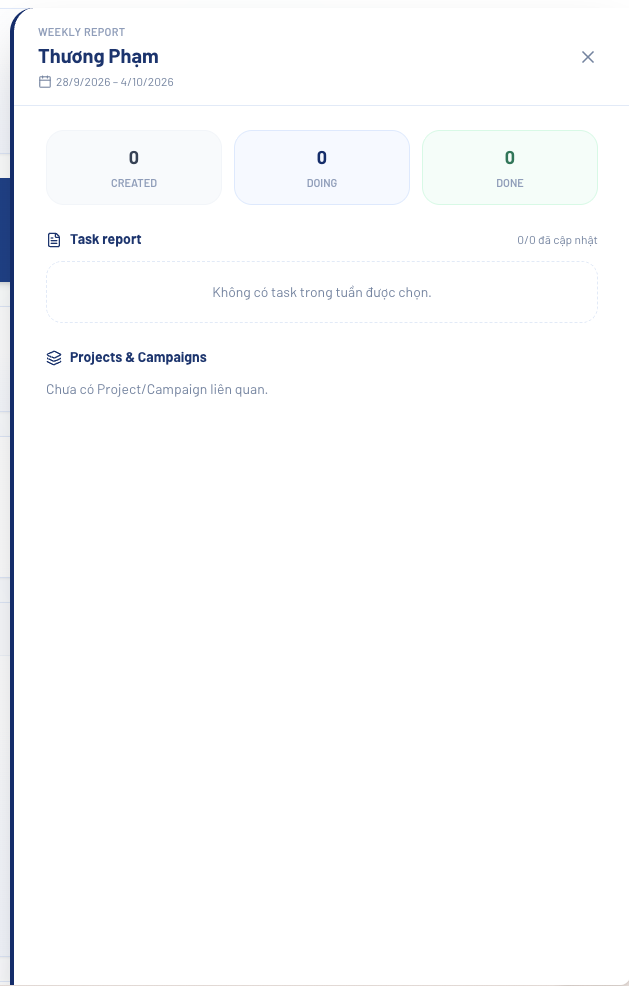 WEEKLY REPORT
Thương Phạm
28/9/2026 – 4/10/2026
0
CREATED
0
DOING
0
DONE
Task report
0/0 đã cập nhật
Không có task trong tuần được chọn.
Projects & Campaigns
Chưa có Project/Campaign liên quan.